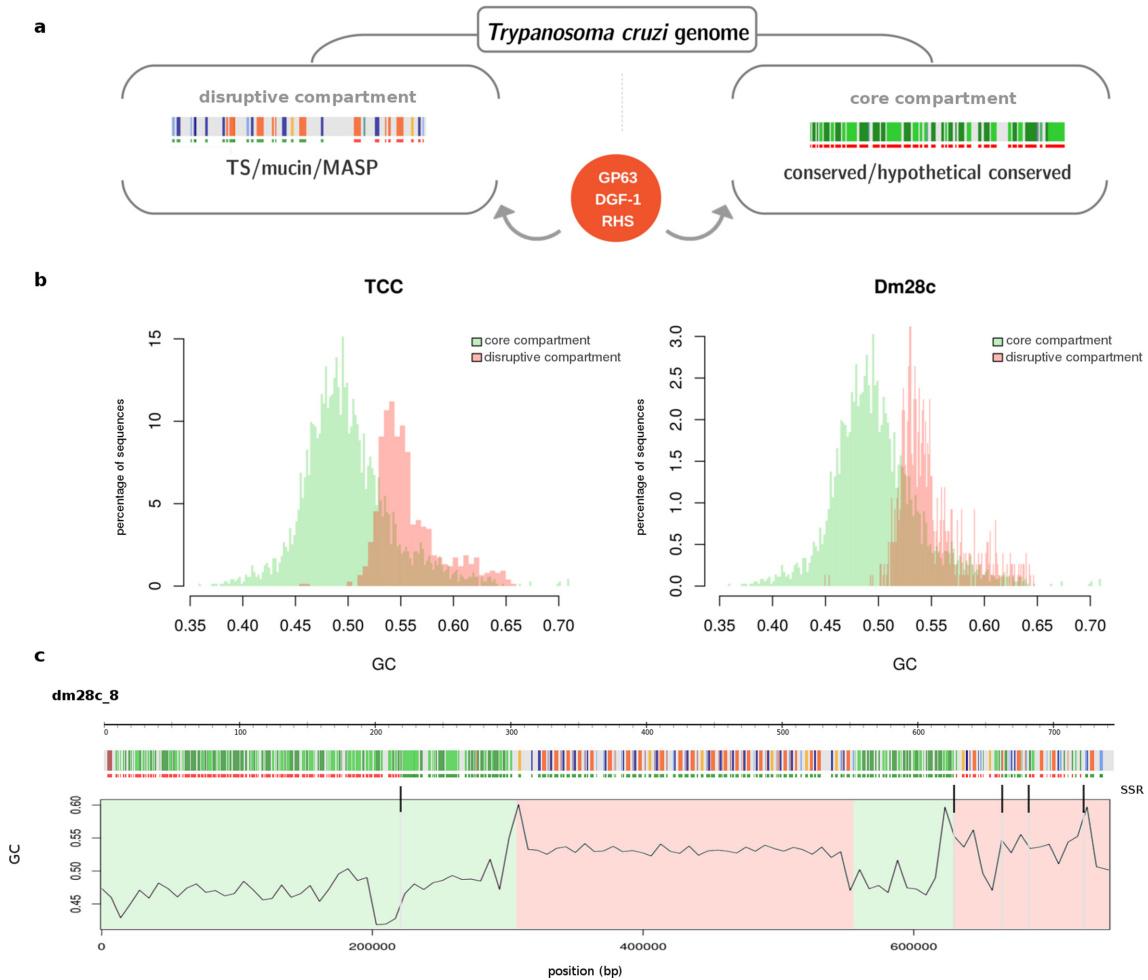 a
Trypanosoma cruzi genome
disruptive compartment
core compartment
TS/mucin/MASP
conserved/hypothetical conserved
GP63
DGF-1
RHS
b
TCC
Dm28c
core compartment
disruptive compartment
core compartment
disruptive compartment
percentage of sequences
15
10
5
0
0.35 0.40 0.45 0.50 0.55 0.60 0.65 0.70
GC
percentage of sequences
3.0
2.5
2.0
1.5
1.0
0.5
0.0
0.35 0.40 0.45 0.50 0.55 0.60 0.65 0.70
GC
c
dm28c_8
0 100 200 300 400 500 600 700
SSR
GC
0.60
0.55
0.50
0.45
0 200000 400000 600000
position (bp)